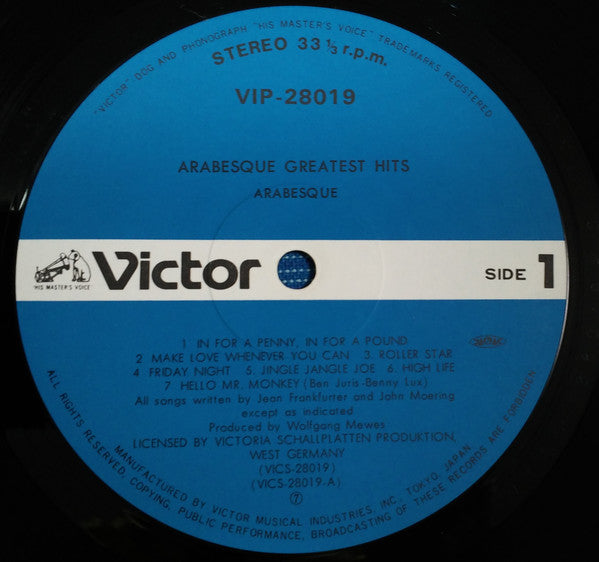 "VICTOR"-DOG AND PHONOGRAPH "HIS MASTER'S VOICE" TRADEMARKS REGISTERED
STEREO 33 1/3 r.p.m.
VIP-28019
ARABESQUE GREATEST HITS
ARABESQUE
"HIS MASTER'S VOICE"
Victor
SIDE 1
1 IN FOR A PENNY, IN FOR A POUND
2 MAKE LOVE WHENEVER YOU CAN 3. ROLLER STAR
4 FRIDAY NIGHT 5. JINGLE JANGLE JOE 6. HIGH LIFE
7 HELLO MR. MONKEY (Ben Juris-Benny Lux)
All songs written by Jean Frankfurter and John Moering
except as indicated
Produced by Wolfgang Mewes
LICENSED BY VICTORIA SCHALLPLATTEN PRODUKTION,
WEST GERMANY
(VICS-28019)
(VICS-28019-A)
7
MANUFACTURED BY VICTOR MUSICAL INDUSTRIES, INC., TOKYO, JAPAN
ALL RIGHTS RESERVED, COPYING, PUBLIC PERFORMANCE, BROADCASTING OF THESE RECORDS ARE FORBIDDEN